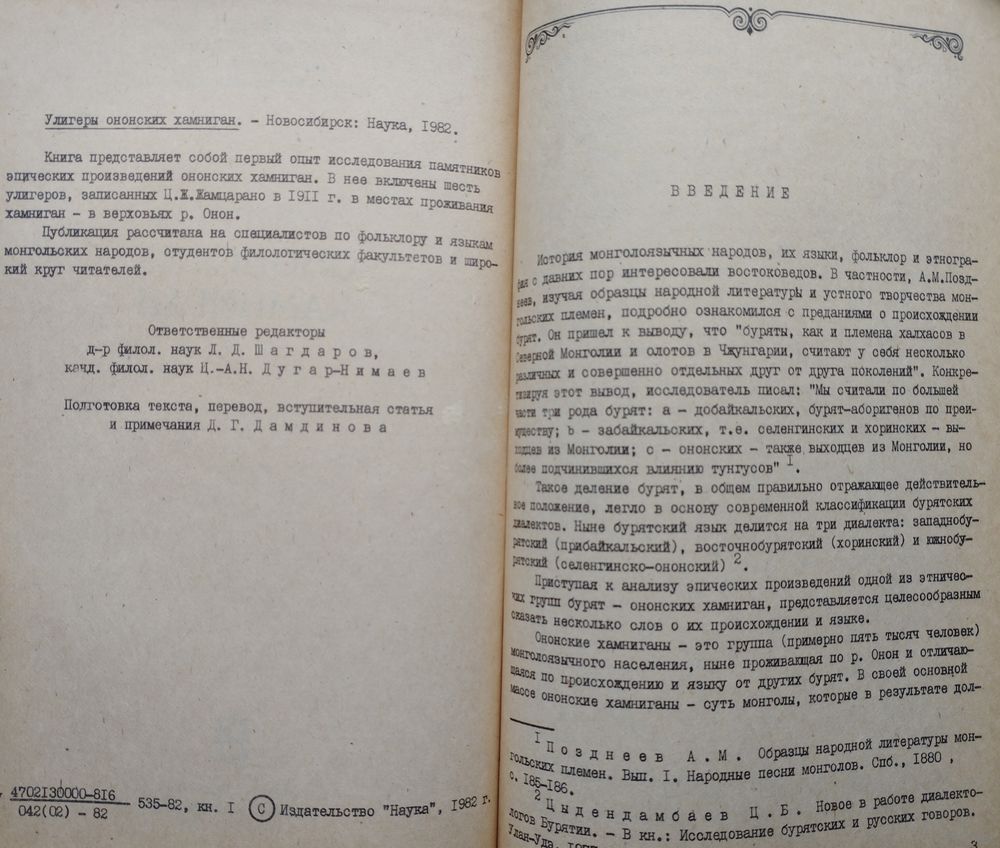 Улигеры ононских хамниган. – Новосибирск: Наука, 1982.
Книга представляет собой первый опыт исследования памятников
эпических произведений ононских хамниган. В нее включены шесть
улигеров, записанных Ц.Ж.Жамцарано в 1911 г. в местах проживания
хамниган – в верховьях р. Онон.
Публикация рассчитана на специалистов по фольклору и языкам
монгольских народов, студентов филологических факультетов и широ-
кий круг читателей.
Ответственные редакторы
д-р филол. наук Л. Д. Шагдаров,
канд. филол. наук Ц.-А.Н. Дугар-Нимаев
Подготовка текста, перевод, вступительная статья
и примечания Д. Г. Дамдинова
4702130000-816
042(02) – 82
535-82, кн. I © Издательство "Наука", 1982 г.
ВВЕДЕНИЕ
История монголоязычных народов, их языки, фольклор и этногра-
фия с давних пор интересовали востоковедов. В частности, А.М.Позд-
неев, изучая образцы народной литературы и устного творчества мон-
гольских племен, подробно ознакомился с преданиями о происхождении
бурят. Он пришел к выводу, что "буряты, как и племена халхасов в
Северной Монголии и олотов в Чжунгарии, считают у себя несколько
различных и совершенно отдельных друг от друга поколений". Конкре-
тизируя этот вывод, исследователь писал: "Мы считали по большей
части три рода бурят: а – добайкальских, бурят-аборигенов по преи-
муществу; b – забайкальских, т.е. селенгинских и хоринских – вы-
ходцев из Монголии; с – ононских – также выходцев из Монголии, но
более подчинившихся влиянию тунгусов" 1.
Такое деление бурят, в общем правильно отражающее действитель-
ное положение, легло в основу современной классификации бурятских
диалектов. Ныне бурятский язык делится на три диалекта: западнобу-
рятский (прибайкальский), восточнобурятский (хоринский) и южнобу-
рятский (селенгинско-ононский) 2.
Приступая к анализу эпических произведений одной из этничес-
ких групп бурят – ононских хамниган, представляется целесообразным
сказать несколько слов о их происхождении и языке.
Ононские хамниганы – это группа (примерно пять тысяч человек)
монголоязычного населения, ныне проживающая по р. Онон и отличаю-
щаяся по происхождению и языку от других бурят. В своей основной
массе ононские хамниганы – суть монголы, которые в результате дол-
1 Позднеев А.М. Образцы народной литературы мон-
гольских племен. Вып. I. Народные песни монголов. Спб., 1880,
с. 185-186.
2 Цыдендамбаев Ц.Б. Новое в работе диалекто-
логов Бурятии. – В кн.: Исследование бурятских и русских говоров.
Улан-Удэ,
3